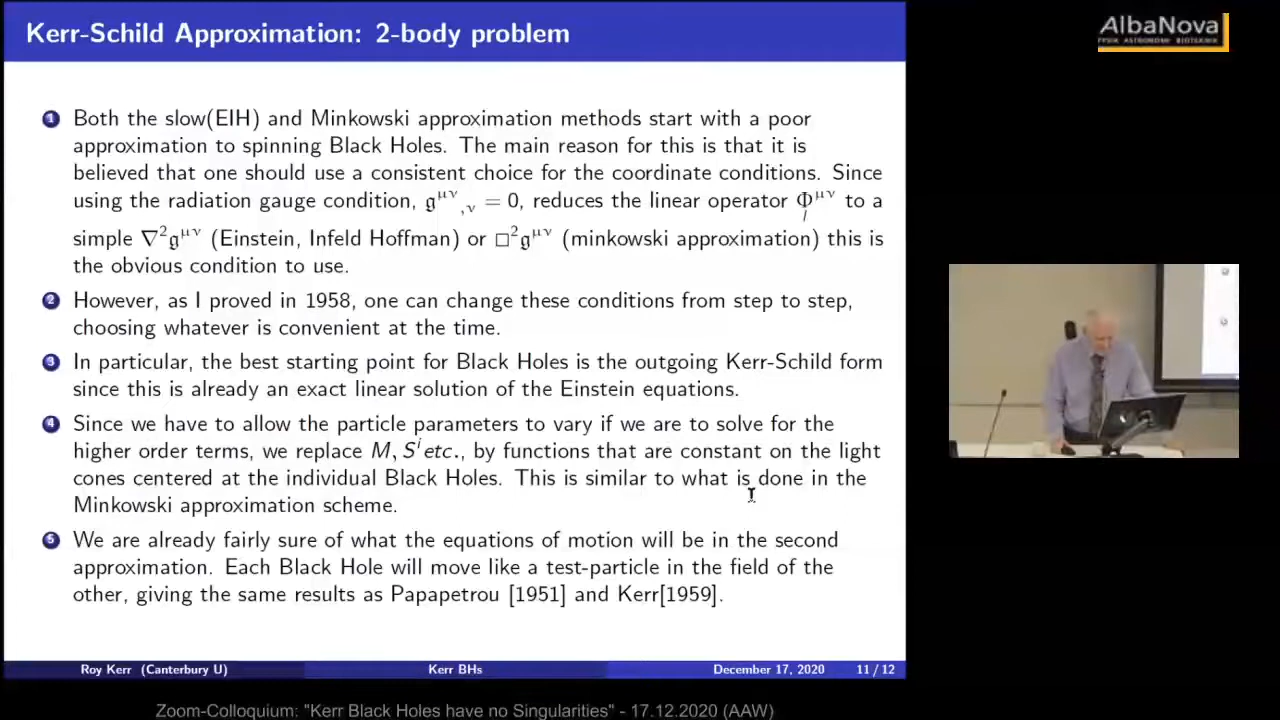 Kerr-Schild Approximation: 2-body problem
AlbaNova
FYSIK ASTRONOMI BIOTEKNIK
1 Both the slow(EIH) and Minkowski approximation methods start with a poor
approximation to spinning Black Holes. The main reason for this is that it is
believed that one should use a consistent choice for the coordinate conditions. Since
using the radiation gauge condition, 𝔤^{μν}_{,ν} = 0, reduces the linear operator Φ_l^{μν} to a
simple ∇²𝔤^{μν} (Einstein, Infeld Hoffman) or □²𝔤^{μν} (minkowski approximation) this is
the obvious condition to use.
2 However, as I proved in 1958, one can change these conditions from step to step,
choosing whatever is convenient at the time.
3 In particular, the best starting point for Black Holes is the outgoing Kerr-Schild form
since this is already an exact linear solution of the Einstein equations.
4 Since we have to allow the particle parameters to vary if we are to solve for the
higher order terms, we replace M, S^i etc., by functions that are constant on the light
cones centered at the individual Black Holes. This is similar to what is done in the
Minkowski approximation scheme.
5 We are already fairly sure of what the equations of motion will be in the second
approximation. Each Black Hole will move like a test-particle in the field of the
other, giving the same results as Papapetrou [1951] and Kerr[1959].
Roy Kerr (Canterbury U) Kerr BHs December 17, 2020 11 / 12
Zoom-Colloquium: "Kerr Black Holes have no Singularities" - 17.12.2020 (AAW)